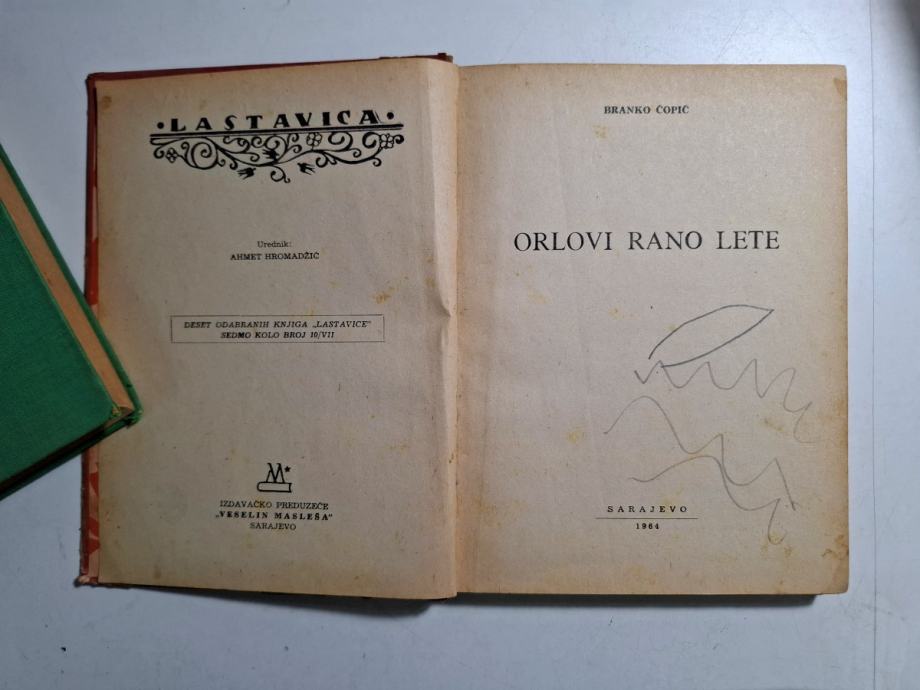 • LASTAVICA •
Urednik:
AHMET HROMADŽIĆ
DESET ODABRANIH KNJIGA „LASTAVICE"
SEDMO KOLO BROJ 10/VII
M
IZDAVAČKO PREDUZEĆE
„VESELIN MASLEŠA"
SARAJEVO
BRANKO ĆOPIĆ
ORLOVI RANO LETE
SARAJEVO
1964